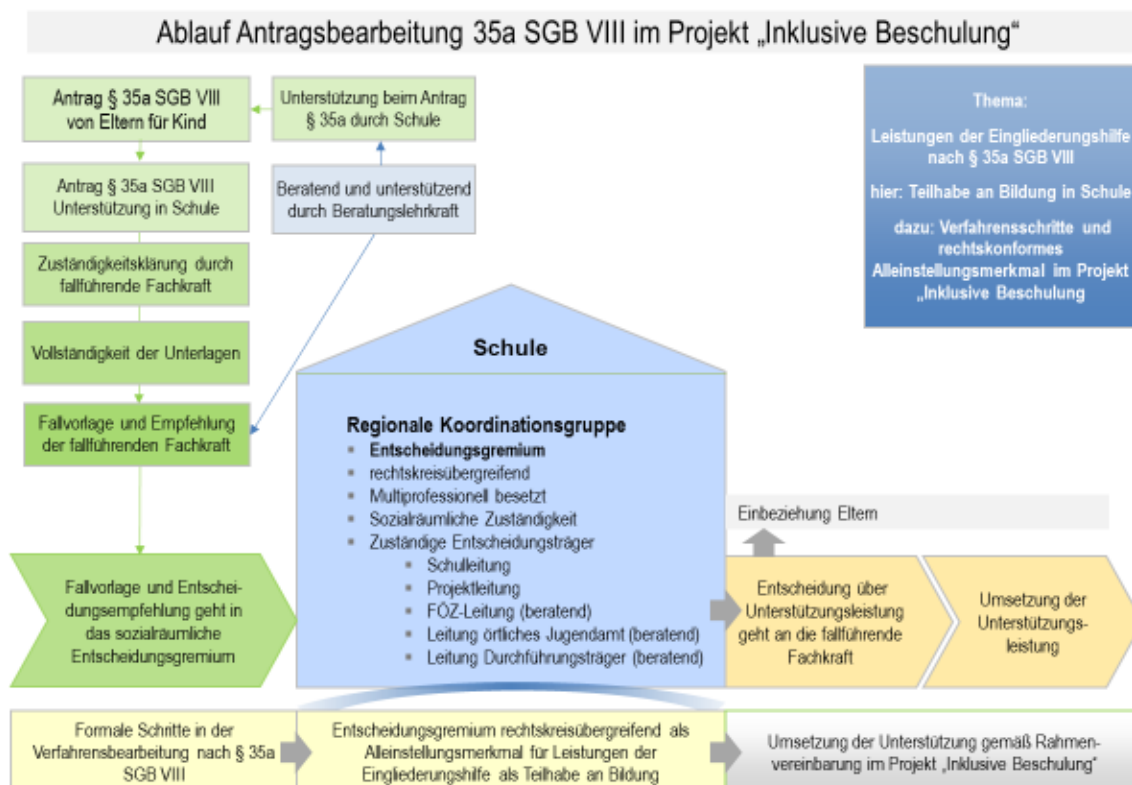 Ablauf Antragsbearbeitung 35a SGB VIII im Projekt „Inklusive Beschulung“
Antrag § 35a SGB VIII
von Eltern für Kind
Unterstützung beim Antrag
§ 35a durch Schule
Antrag § 35a SGB VIII
Unterstützung in Schule
Beratend und unterstützend
durch Beratungslehrkraft
Zuständigkeitsklärung durch
fallführende Fachkraft
Vollständigkeit der Unterlagen
Fallvorlage und Empfehlung
der fallführenden Fachkraft
Fallvorlage und Entschei-
dungsempfehlung geht in
das sozialräumliche
Entscheidungsgremium
Thema:
Leistungen der Eingliederungshilfe
nach § 35a SGB VIII
hier: Teilhabe an Bildung in Schule
dazu: Verfahrensschritte und
rechtskonformes
Alleinstellungsmerkmal im Projekt
„Inklusive Beschulung
Schule
Regionale Koordinationsgruppe
▪ Entscheidungsgremium
▪ rechtskreisübergreifend
▪ Multiprofessionell besetzt
▪ Sozialräumliche Zuständigkeit
▪ Zuständige Entscheidungsträger
▪ Schulleitung
▪ Projektleitung
▪ FÖZ-Leitung (beratend)
▪ Leitung örtliches Jugendamt (beratend)
▪ Leitung Durchführungsträger (beratend)
Einbeziehung Eltern
Entscheidung über
Unterstützungsleistung
geht an die fallführende
Fachkraft
Umsetzung der
Unterstützungs-
leistung
Formale Schritte in der
Verfahrensbearbeitung nach § 35a
SGB VIII
Entscheidungsgremium rechtskreisübergreifend als
Alleinstellungsmerkmal für Leistungen der
Eingliederungshilfe als Teilhabe an Bildung
Umsetzung der Unterstützung gemäß Rahmen-
vereinbarung im Projekt „Inklusive Beschulung“